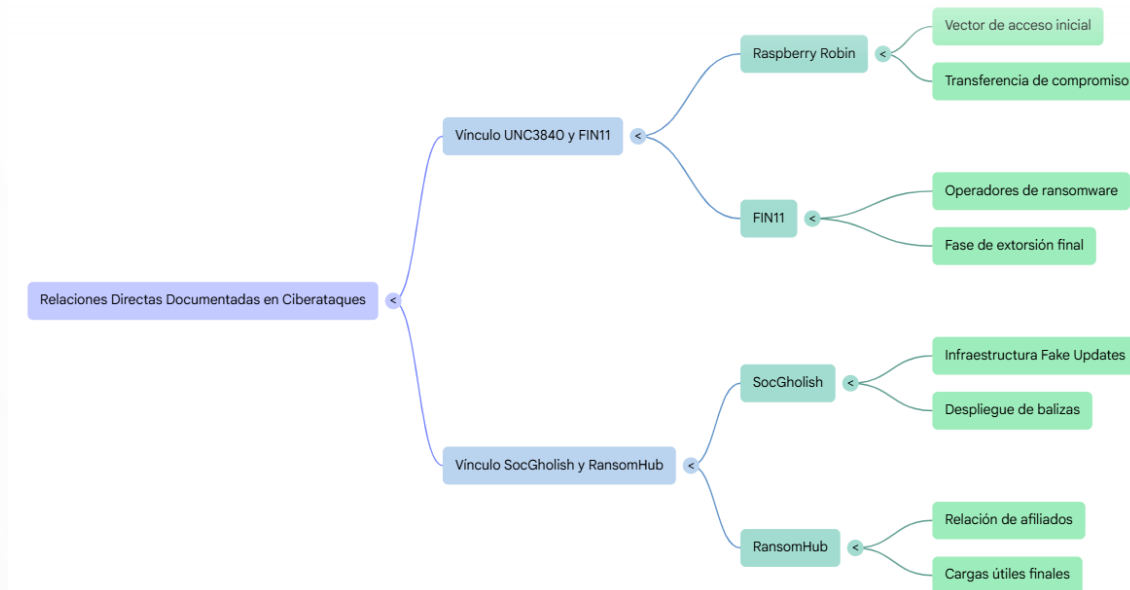 Relaciones Directas Documentadas en Ciberataques
<
Vínculo UNC3840 y FIN11
<
Raspberry Robin
<
Vector de acceso inicial
Transferencia de compromiso
FIN11
<
Operadores de ransomware
Fase de extorsión final
Vínculo SocGholish y RansomHub
<
SocGholish
<
Infraestructura Fake Updates
Despliegue de balizas
RansomHub
<
Relación de afiliados
Cargas útiles finales